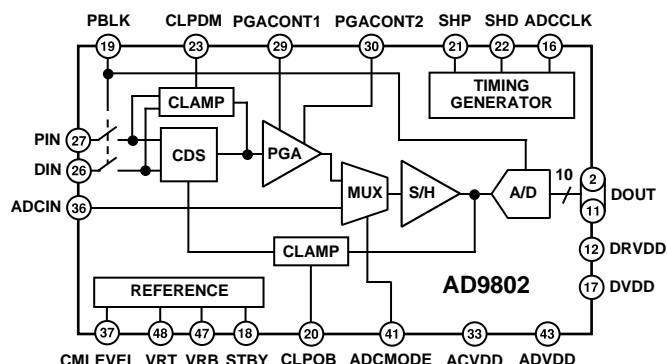 PBLK CLPDM PGACONT1 PGACONT2 SHP SHD ADCCLK
19 23 29 30 21 22 16
TIMING
GENERATOR
CLAMP
PIN 27
CDS
PGA
DIN 26
MUX
S/H
A/D
10
2
DOUT
11
ADCIN 36
CLAMP
12 DRVDD
AD9802
17 DVDD
REFERENCE
37 48 47 18 20 41 33 43
CMLEVEL VRT VRB STBY CLPOB ADCMODE ACVDD ADVDD